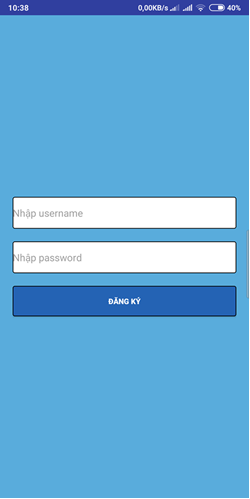 10:38 0,00KB/s 40%
Nhập username
Nhập password
ĐĂNG KÝ